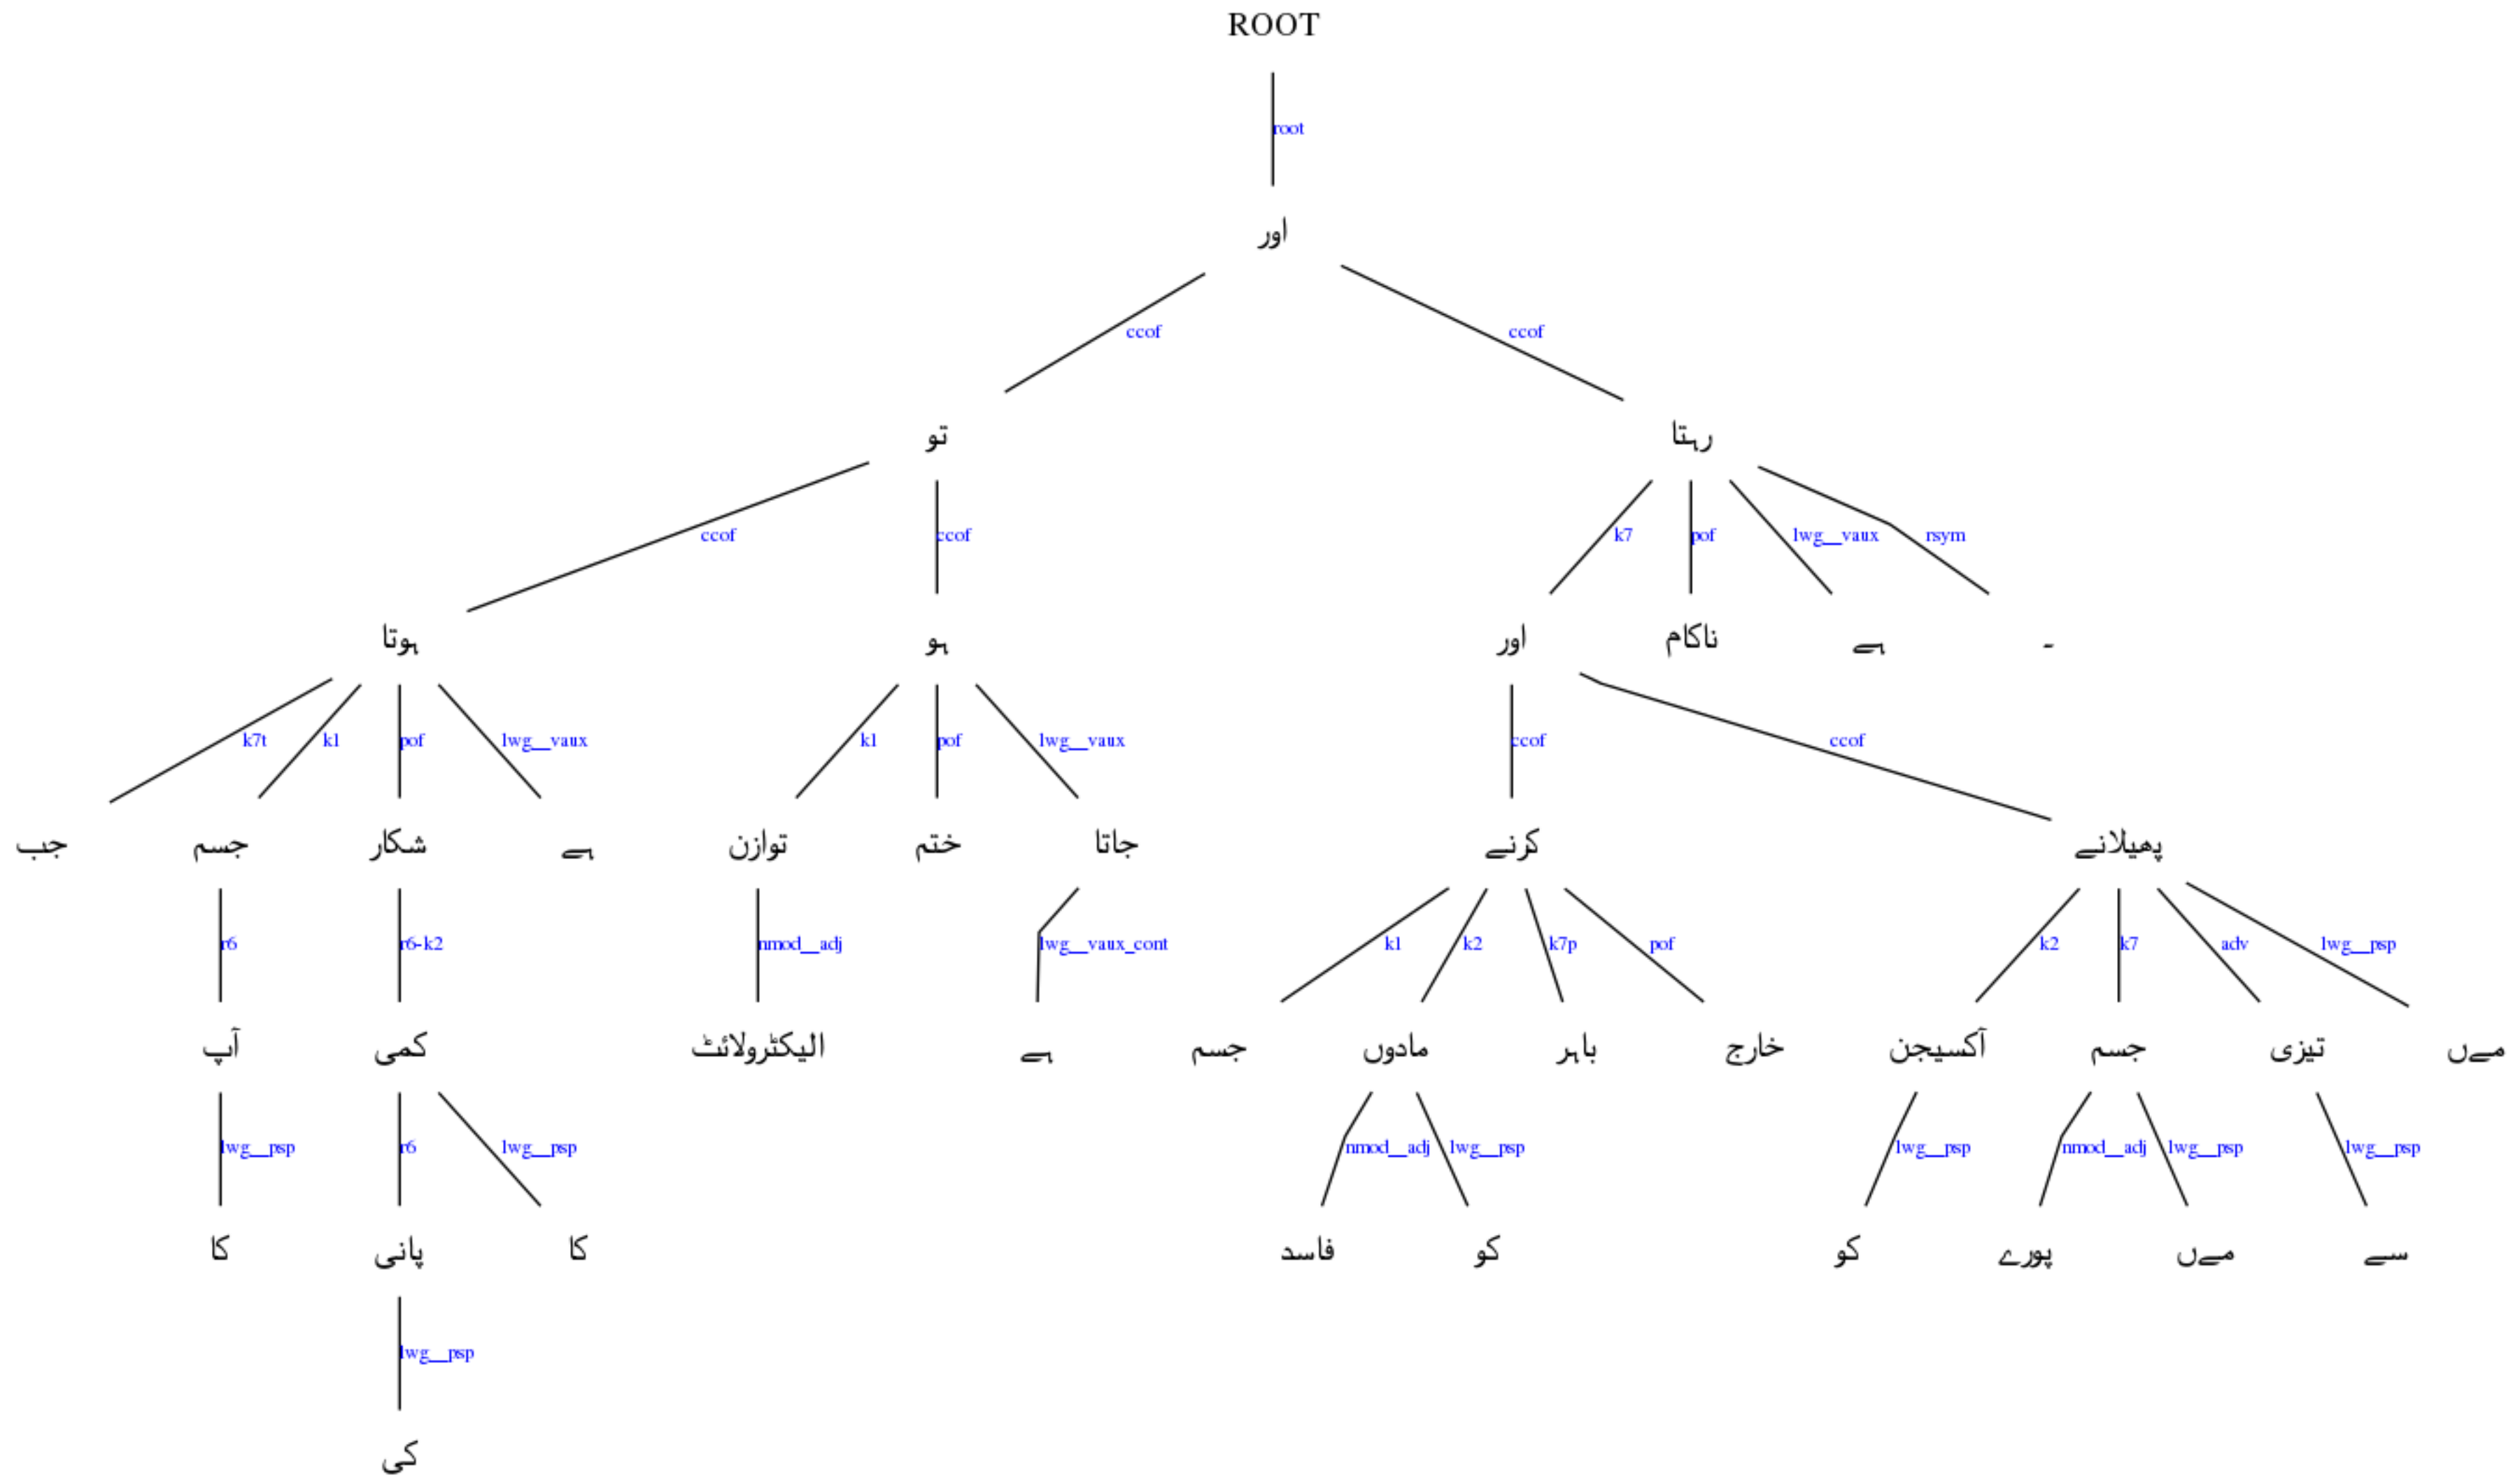 ROOT
root
اور
ccof ccof
تو رہتا
ccof ccof k7 pof lwg__vaux rsym
ہوتا ہو اور ناکام ہے ۔
k7t k1 pof lwg__vaux k1 pof lwg__vaux ccof ccof
جب جسم شکار ہے توازن ختم جاتا کرنے پھیلانے
r6 r6-k2 nmod__adj lwg__vaux_cont k1 k2 k7p pof k2 k7 adv lwg__psp
آپ کمی الیکٹرولائٹ ہے جسم مادوں باہر خارج آکسیجن جسم تیزی مےں
lwg__psp r6 lwg__psp nmod__adj lwg__psp lwg__psp nmod__adj lwg__psp lwg__psp
کا پانی کا فاسد کو کو پورے مےں سے
lwg__psp
کی